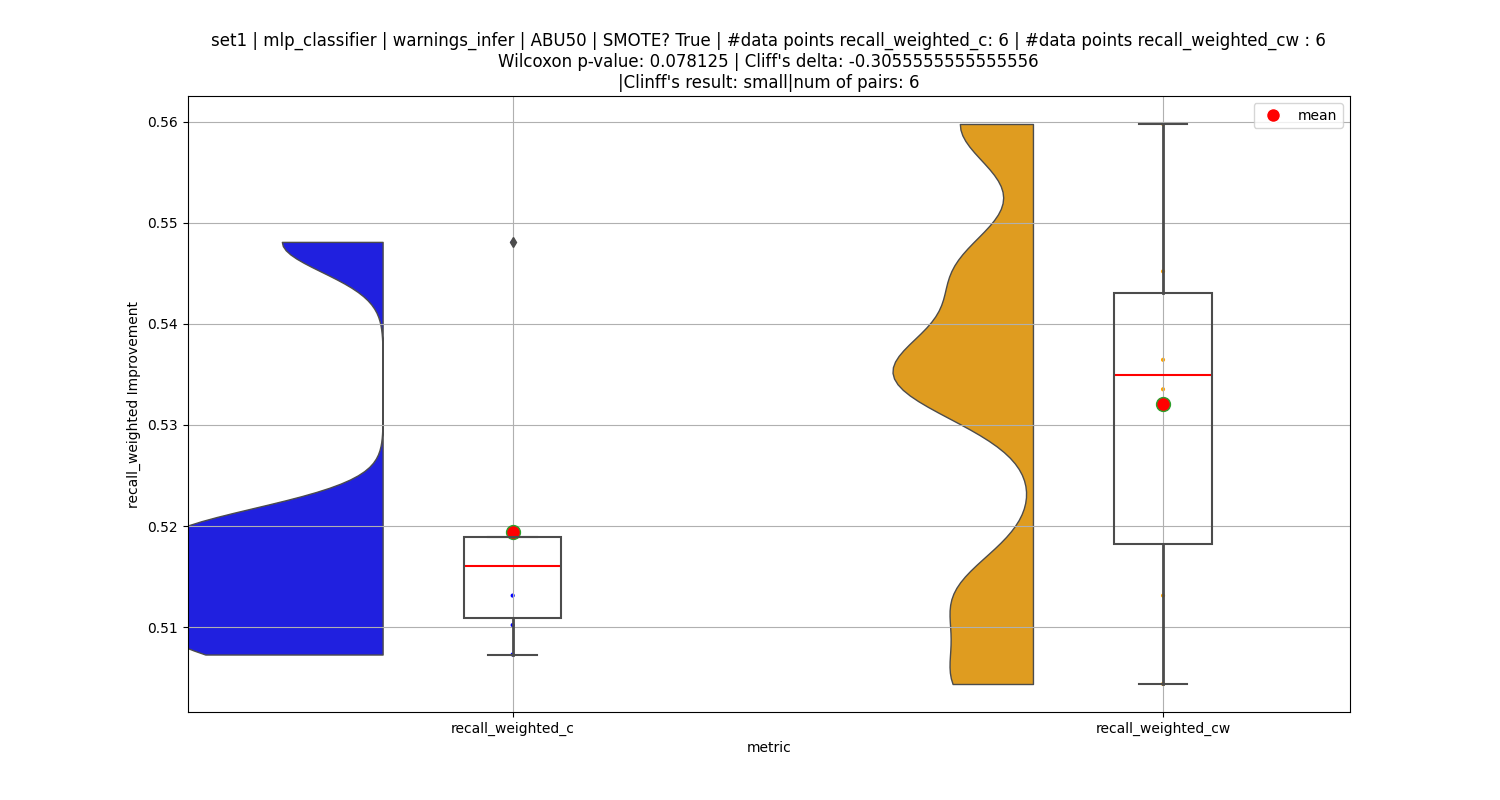 set1 | mlp_classifier | warnings_infer | ABU50 | SMOTE? True | #data points recall_weighted_c: 6 | #data points recall_weighted_cw : 6
Wilcoxon p-value: 0.078125 | Cliff's delta: -0.3055555555555556
|Clinff's result: small|num of pairs: 6
mean
0.56
0.55
0.54
0.53
0.52
0.51
recall_weighted Improvement
recall_weighted_c
recall_weighted_cw
metric